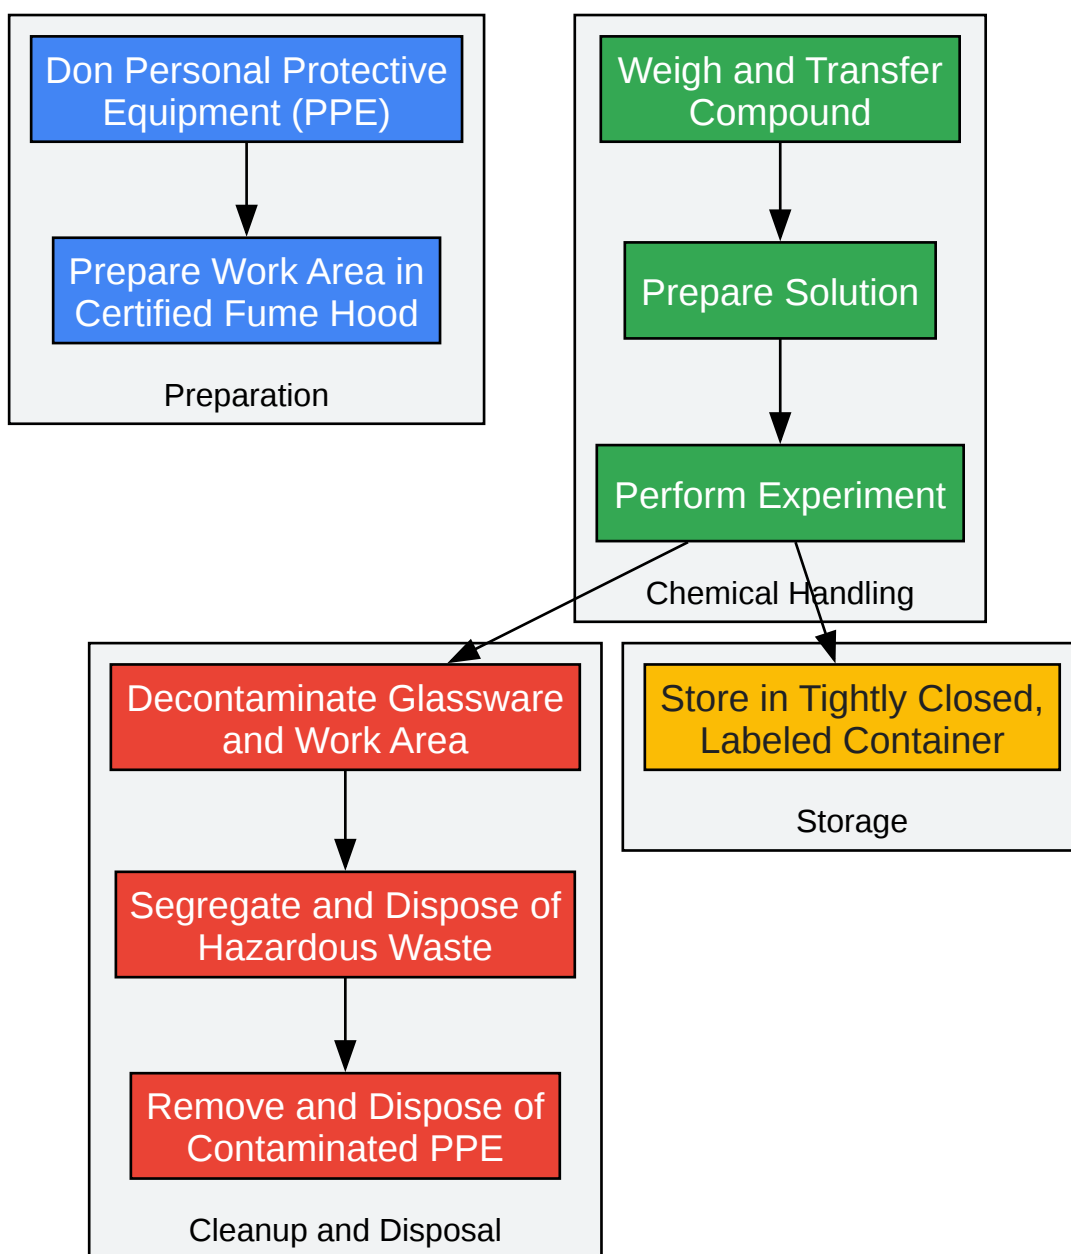 Don Personal Protective
Equipment (PPE)
Prepare Work Area in
Certified Fume Hood
Preparation
Weigh and Transfer
Compound
Prepare Solution
Perform Experiment
Chemical Handling
Decontaminate Glassware
and Work Area
Segregate and Dispose of
Hazardous Waste
Remove and Dispose of
Contaminated PPE
Cleanup and Disposal
Store in Tightly Closed,
Labeled Container
Storage